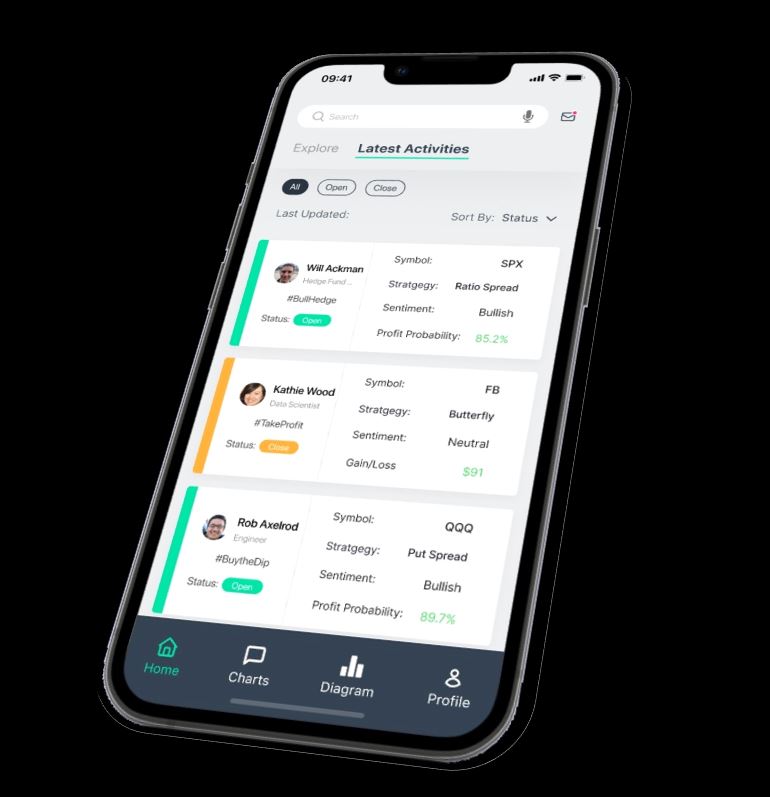 09:41
Search
Explore Latest Activities
All Open Close
Last Updated: Sort By: Status
Will Ackman
Hedge Fund ...
#BullHedge
Status: Open
Symbol: SPX
Stratgegy: Ratio Spread
Sentiment: Bullish
Profit Probability: 85.2%
Kathie Wood
Data Scientist
#TakeProfit
Status: Close
Symbol: FB
Stratgegy: Butterfly
Sentiment: Neutral
Gain/Loss $91
Rob Axelrod
Engineer
#BuytheDip
Status: Open
Symbol: QQQ
Stratgegy: Put Spread
Sentiment: Bullish
Profit Probability: 89.7%
Home Charts Diagram Profile